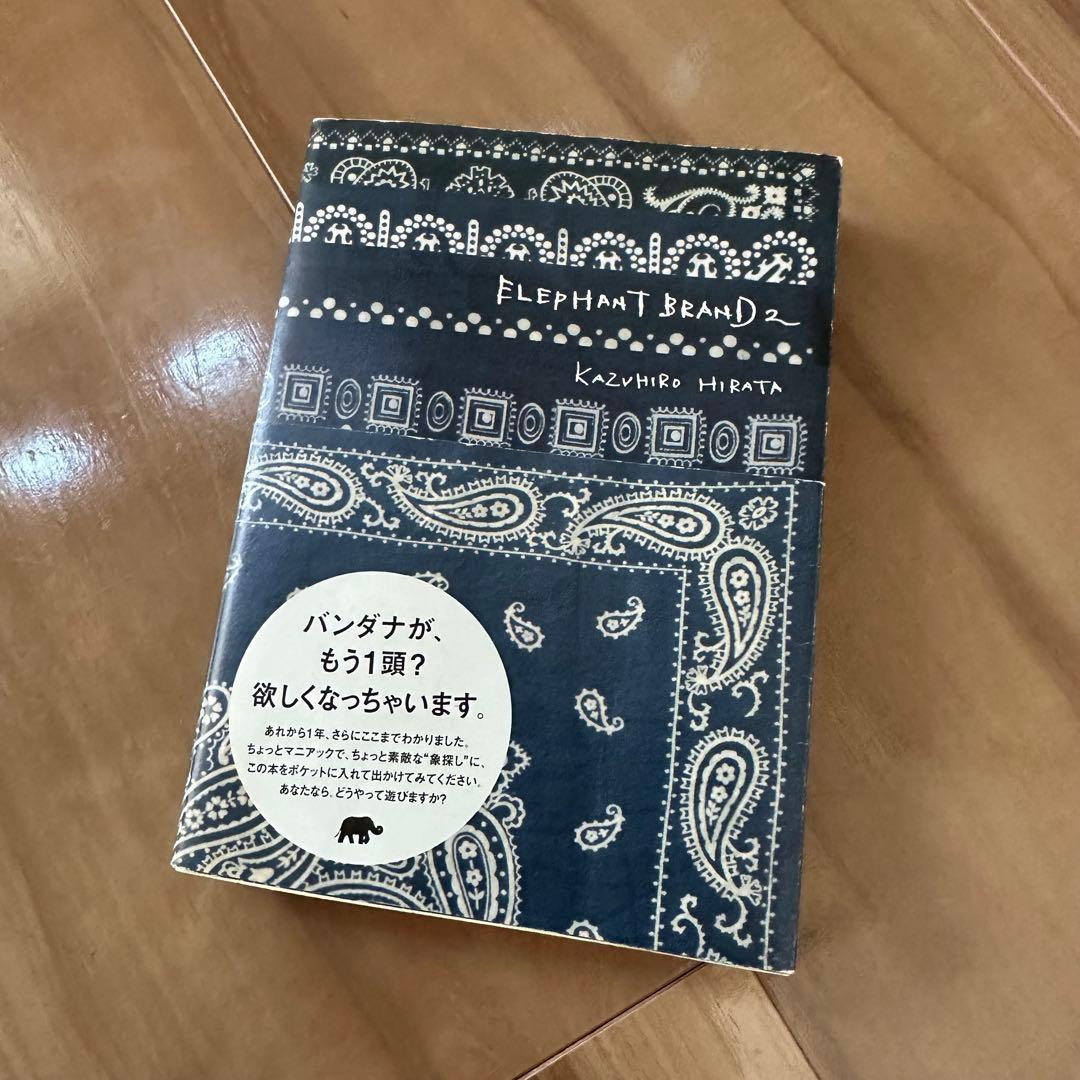 ELEPHANT BRAND 2
KAZUHIRO HIRATA
バンダナが、
もう1頭？
欲しくなっちゃいます。
あれから1年、さらにここまでわかりました。
ちょっとマニアックで、ちょっと素敵な“象探し”に、
この本をポケットに入れて出かけてみてください。
あなたなら、どうやって遊びますか？